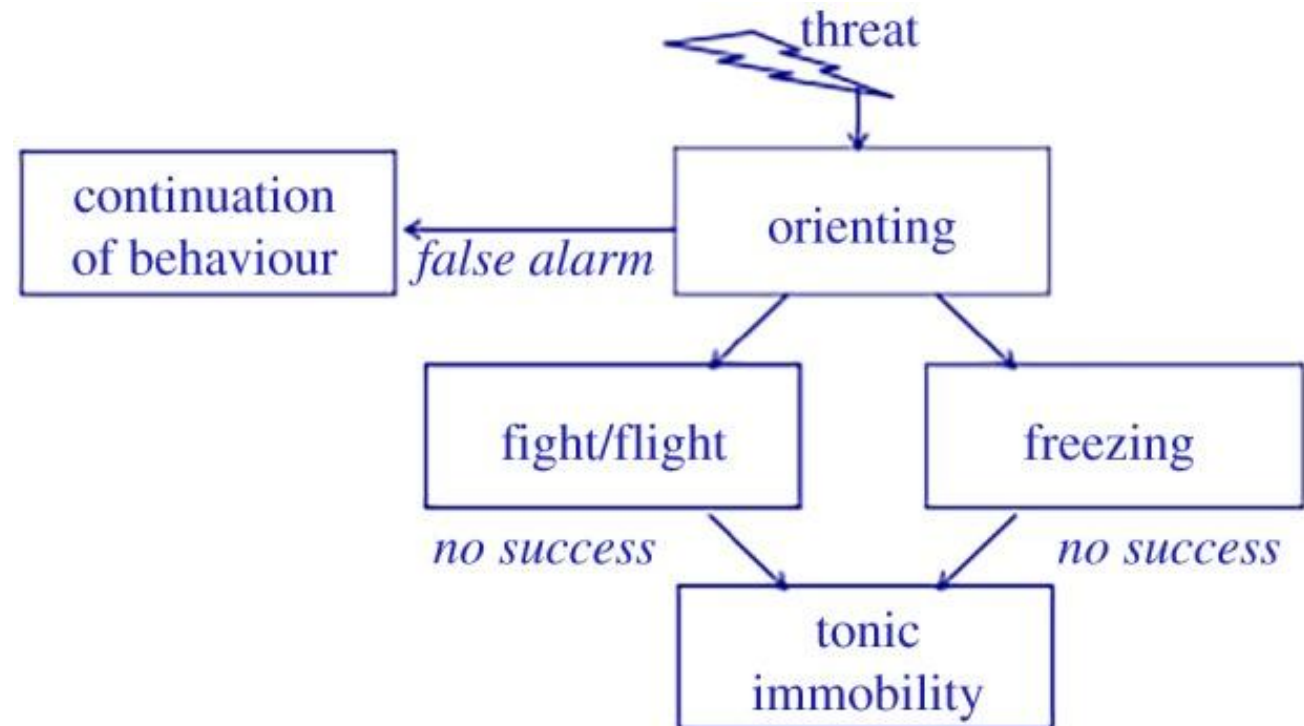 threat
continuation
of behaviour
false alarm
orienting
fight/flight
freezing
no success
no success
tonic
immobility